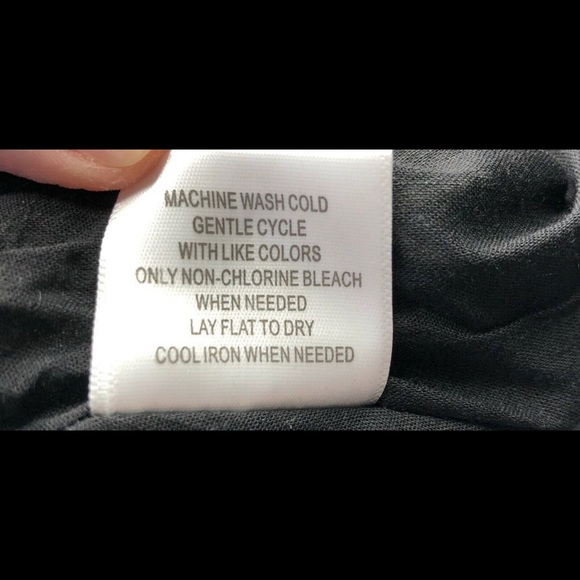 MACHINE WASH COLD
GENTLE CYCLE
WITH LIKE COLORS
ONLY NON-CHLORINE BLEACH
WHEN NEEDED
LAY FLAT TO DRY
COOL IRON WHEN NEEDED